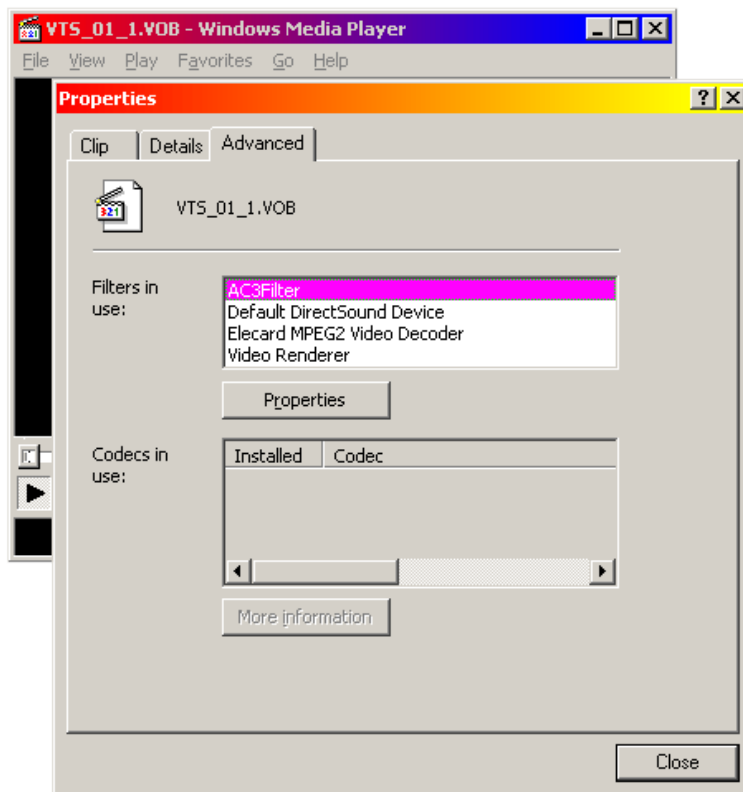 VTS_01_1.VOB - Windows Media Player
File View Play Favorites Go Help
Properties
Clip Details Advanced
VTS_01_1.VOB
Filters in use:
AC3Filter
Default DirectSound Device
Elecard MPEG2 Video Decoder
Video Renderer
Properties
Codecs in use:
Installed Codec
More information
Close